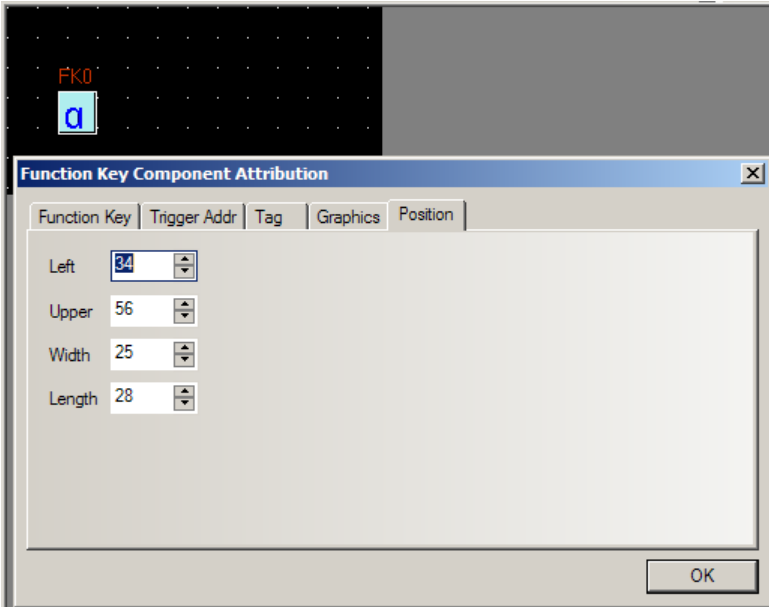 FK0
a
Function Key Component Attribution
Function Key Trigger Addr Tag Graphics Position
Left 34
Upper 56
Width 25
Length 28
OK